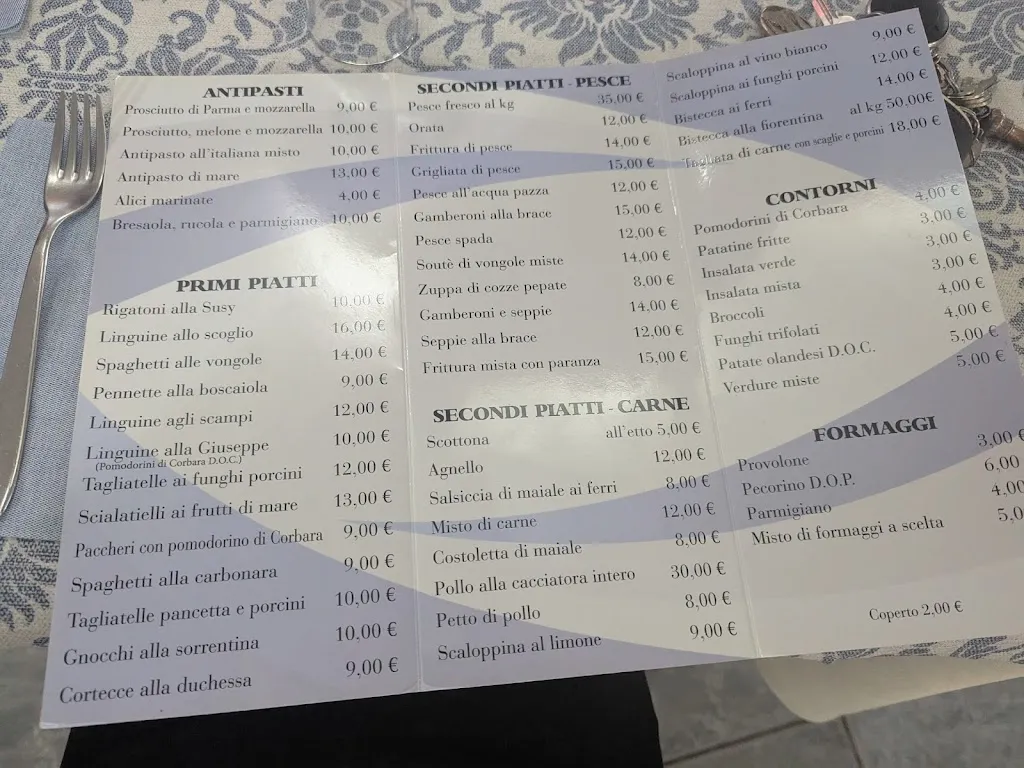 ANTIPASTI
Prosciutto di Parma e mozzarella 9,00 €
Prosciutto, melone e mozzarella 10,00 €
Antipasto all'italiana misto 10,00 €
Antipasto di mare 13,00 €
Alici marinate 4,00 €
Bresaola, rucola e parmigiano 10,00 €
PRIMI PIATTI
Rigatoni alla Susy 10,00 €
Linguine allo scoglio 16,00 €
Spaghetti alle vongole 14,00 €
Pennette alla boscaiola 9,00 €
Linguine agli scampi 12,00 €
Linguine alla Giuseppe 10,00 €
(Pomodorini di Corbara D.O.C.)
Tagliatelle ai funghi porcini 12,00 €
Scialatielli ai frutti di mare 13,00 €
Paccheri con pomodorino di Corbara 9,00 €
Spaghetti alla carbonara 9,00 €
Tagliatelle pancetta e porcini 10,00 €
Gnocchi alla sorrentina 10,00 €
Cortecce alla duchessa 9,00 €
SECONDI PIATTI - PESCE
Pesce fresco al kg 35,00 €
Orata 12,00 €
Frittura di pesce 14,00 €
Grigliata di pesce 15,00 €
Pesce all'acqua pazza 12,00 €
Gamberoni alla brace 15,00 €
Pesce spada 12,00 €
Soutè di vongole miste 14,00 €
Zuppa di cozze pepate 8,00 €
Gamberoni e seppie 14,00 €
Seppie alla brace 12,00 €
Frittura mista con paranza 15,00 €
SECONDI PIATTI - CARNE
Scottona all'etto 5,00 €
Agnello 12,00 €
Salsiccia di maiale ai ferri 8,00 €
Misto di carne 12,00 €
Costoletta di maiale 8,00 €
Pollo alla cacciatora intero 30,00 €
Petto di pollo 8,00 €
Scaloppina al limone 9,00 €
Scaloppina al vino bianco 9,00 €
Scaloppina ai funghi porcini 12,00 €
Bistecca ai ferri 14,00 €
Bistecca alla fiorentina al kg 50,00€
Tagliata di carne con scaglie e porcini 18,00 €
CONTORNI
Pomodorini di Corbara 4,00 €
Patatine fritte 3,00 €
Insalata verde 3,00 €
Insalata mista 3,00 €
Broccoli 4,00 €
Funghi trifolati 4,00 €
Patate olandesi D.O.C. 5,00 €
Verdure miste 5,00 €
FORMAGGI
Provolone 3,00 €
Pecorino D.O.P. 6,00
Parmigiano 4,00
Misto di formaggi a scelta 5,0
Coperto 2,00 €